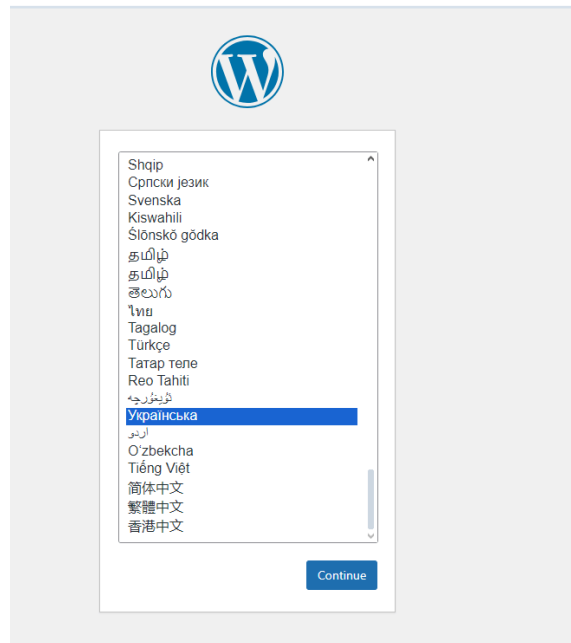 Shqip
Српски језик
Svenska
Kiswahili
Ślōnskŏ gŏdka
தமிழ்
தமிழ்
తెలుగు
ไทย
Tagalog
Türkçe
Татар теле
Reo Tahiti
ئۇيغۇرچە
Українська
اردو
O‘zbekcha
Tiếng Việt
简体中文
繁體中文
香港中文
Continue